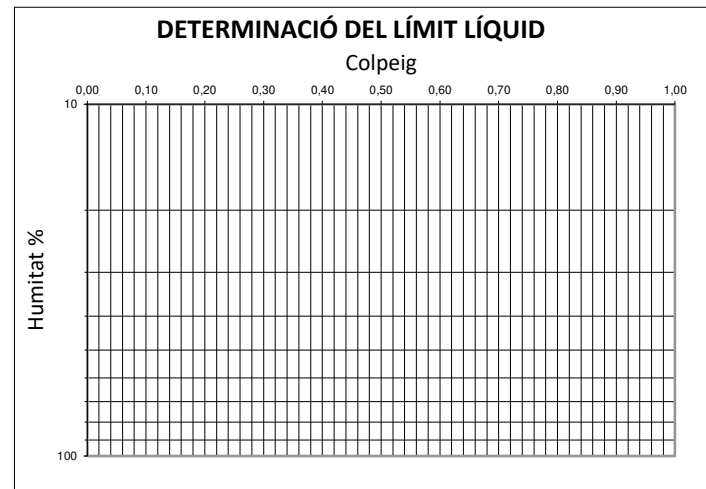 DETERMINACIÓ DEL LÍMIT LÍQUID
Colpeig
0,00 0,10 0,20 0,30 0,40 0,50 0,60 0,70 0,80 0,90 1,00
10
Humitat %
100